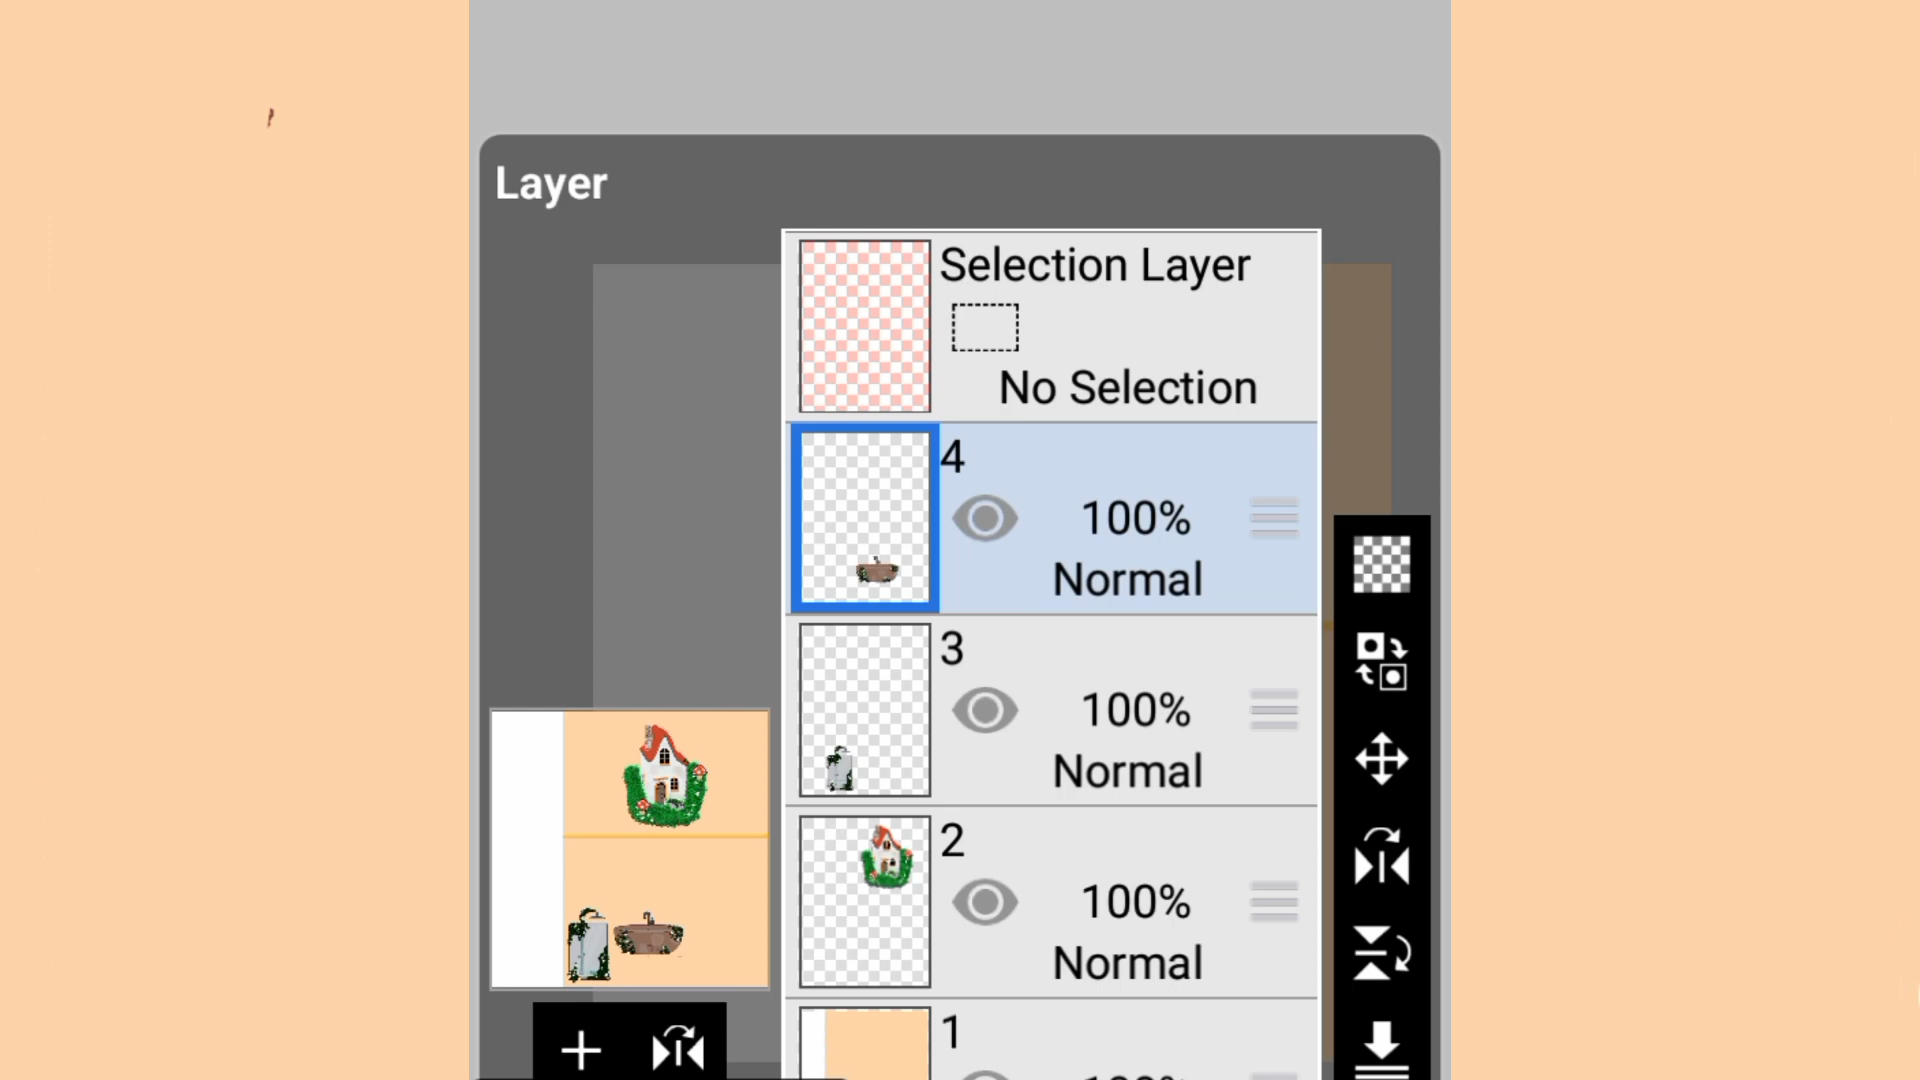 Layer
Selection Layer
No Selection
4
100%
Normal
3
100%
Normal
2
100%
Normal
1